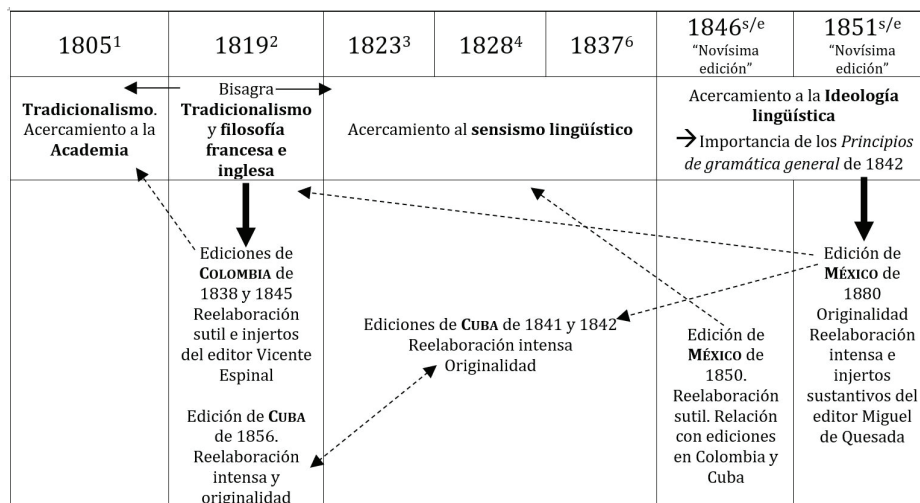 1805¹
1819²
1823³
1828⁴
1837⁶
1846s/e
“Novísima
edición”
1851s/e
“Novísima
edición”
Tradicionalismo.
Acercamiento a la
Academia
Bisagra
Tradicionalismo
y filosofía
francesa e
inglesa
Acercamiento al sensismo lingüístico
Acercamiento a la Ideología
lingüística
→ Importancia de los Principios
de gramática general de 1842
Ediciones de
COLOMBIA de
1838 y 1845
Reelaboración
sutil e injertos
del editor Vicente
Espinal
Edición de CUBA
de 1856.
Reelaboración
intensa y
originalidad
Ediciones de CUBA de 1841 y 1842
Reelaboración intensa
Originalidad
Edición de
MÉXICO de
1850.
Reelaboración
sutil. Relación
con ediciones
en Colombia y
Cuba
Edición de
MÉXICO de
1880
Originalidad
Reelaboración
intensa e
injertos
sustantivos del
editor Miguel
de Quesada